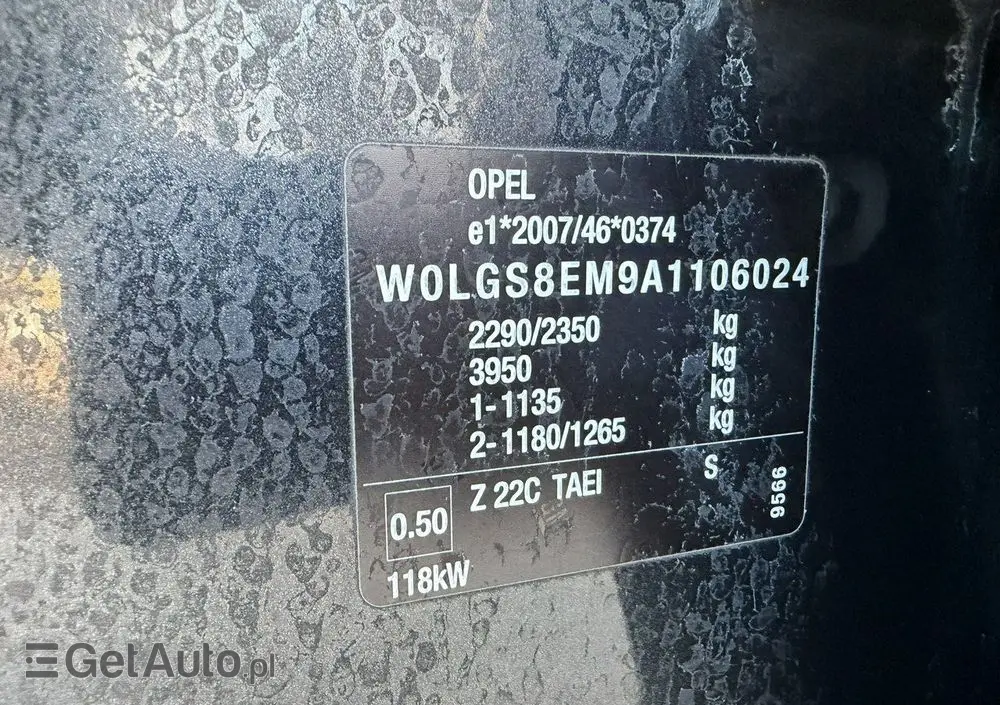 OPEL
e1*2007/46*0374
W0LGS8EM9A1106024
2290/2350 kg
3950 kg
1-1135 kg
2-1180/1265 kg
0.50 Z 22C TAEI S 9566
118kW
GetAuto.pl